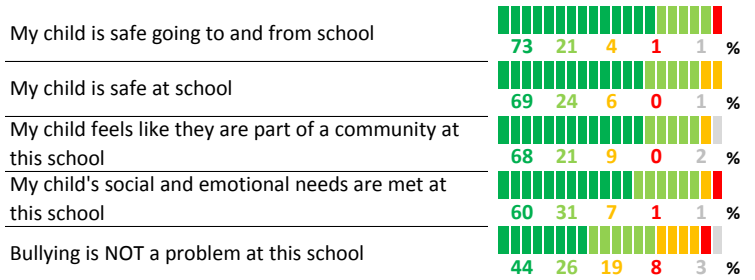 My child is safe going to and from school
73 21 4 1 1 %
My child is safe at school
69 24 6 0 1 %
My child feels like they are part of a community at
this school
68 21 9 0 2 %
My child's social and emotional needs are met at
this school
60 31 7 1 1 %
Bullying is NOT a problem at this school
44 26 19 8 3 %